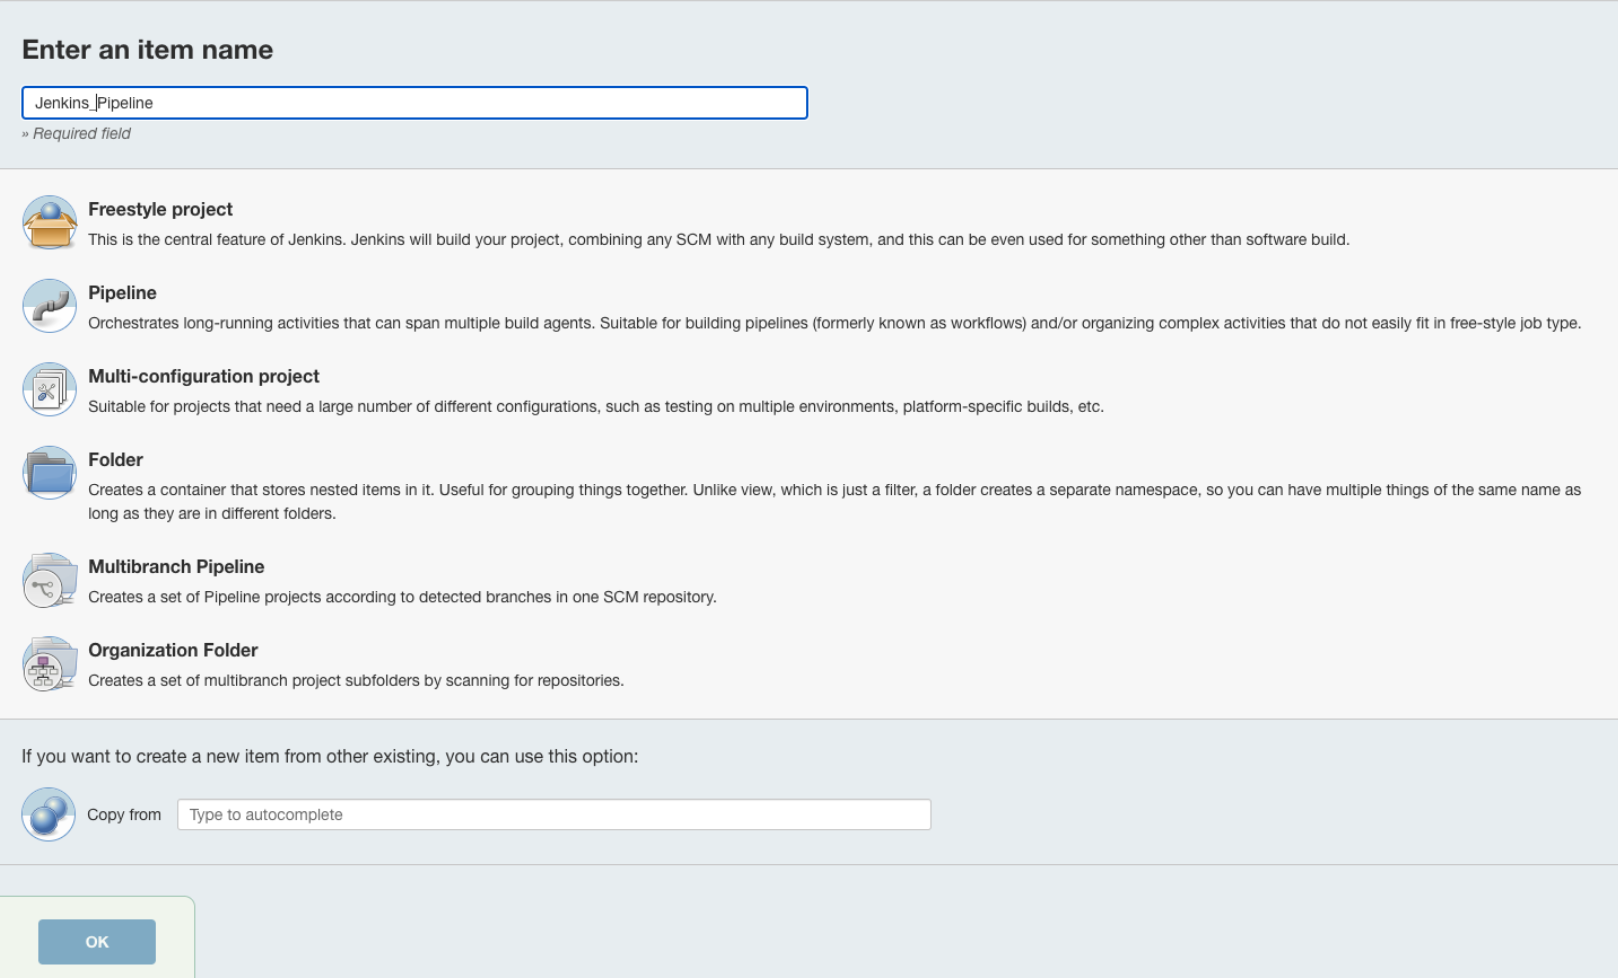 Enter an item name
Jenkins_Pipeline
» Required field
Freestyle project
This is the central feature of Jenkins. Jenkins will build your project, combining any SCM with any build system, and this can be even used for something other than software build.
Pipeline
Orchestrates long-running activities that can span multiple build agents. Suitable for building pipelines (formerly known as workflows) and/or organizing complex activities that do not easily fit in free-style job type.
Multi-configuration project
Suitable for projects that need a large number of different configurations, such as testing on multiple environments, platform-specific builds, etc.
Folder
Creates a container that stores nested items in it. Useful for grouping things together. Unlike view, which is just a filter, a folder creates a separate namespace, so you can have multiple things of the same name as
long as they are in different folders.
Multibranch Pipeline
Creates a set of Pipeline projects according to detected branches in one SCM repository.
Organization Folder
Creates a set of multibranch project subfolders by scanning for repositories.
If you want to create a new item from other existing, you can use this option:
Copy from Type to autocomplete
OK